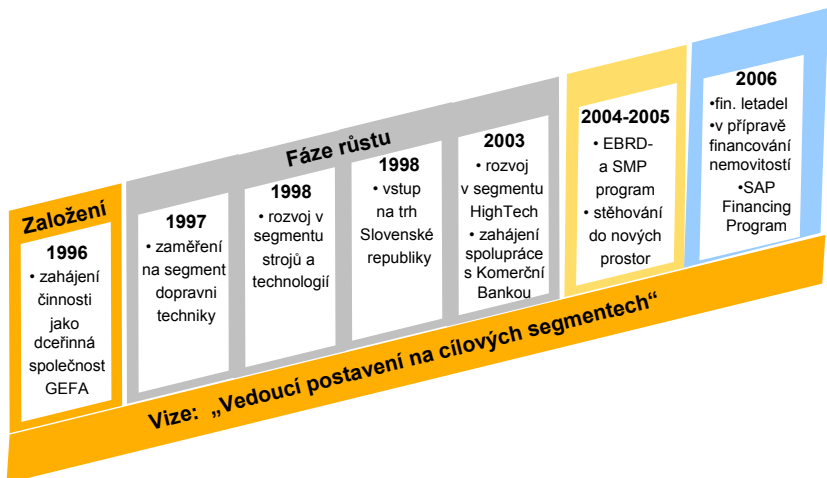 Založení
1996
• zahájení
činnosti
jako
dceřinná
společnost
GEFA
Fáze růstu
1997
• zaměření
na segment
dopravni
techniky
1998
• rozvoj v
segmentu
strojů a
technologií
1998
• vstup
na trh
Slovenské
republiky
2003
• rozvoj
v segmentu
HighTech
• zahájení
spolupráce
s Komerční
Bankou
2004-2005
• EBRD-
a SMP
program
• stěhování
do nových
prostor
2006
•fin. letadel
• v přípravě
financování
nemovitostí
•SAP
Financing
Program
Vize: „Vedoucí postavení na cílových segmentech“